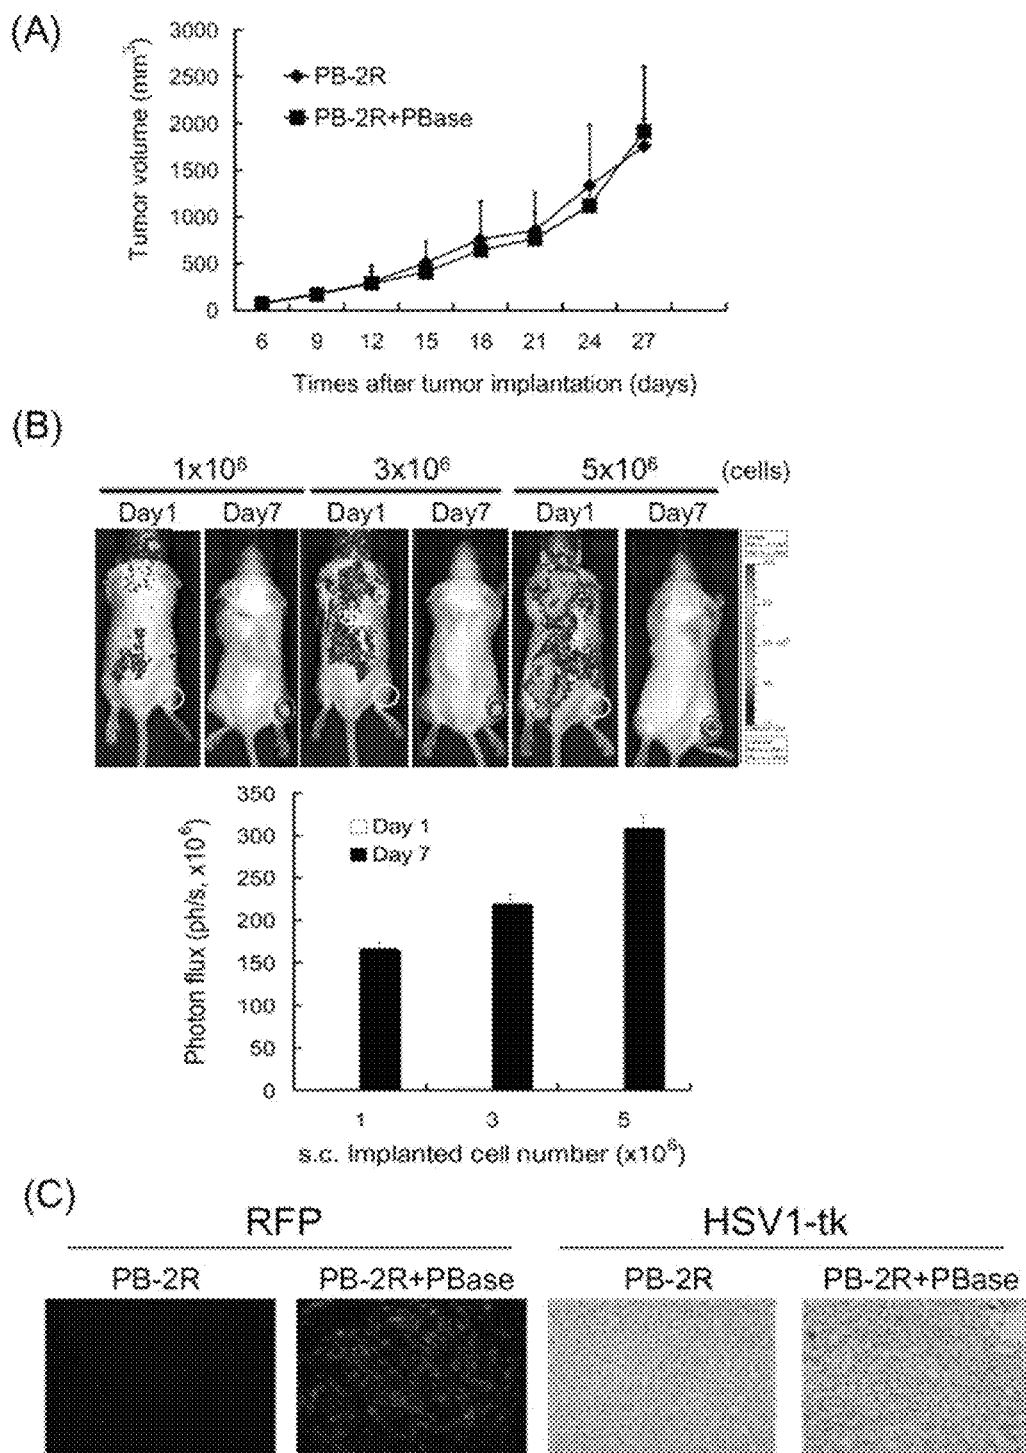 (A)
3000
2500
2000
1500
1000
500
0
Tumor volume (mm³)
PB-2R
PB-2R+PBase
6 9 12 15 18 21 24 27
Times after tumor implantation (days)
(B)
1x10⁶ 3x10⁶ 5x10⁶ (cells)
Day1 Day7 Day1 Day7 Day1 Day7
350
300
250
200
150
100
50
0
Photon flux (ph/s, x10⁶)
Day 1
Day 7
1 3 5
s.c. Implanted cell number (x10⁶)
(C)
RFP HSV1-tk
PB-2R PB-2R+PBase PB-2R PB-2R+PBase